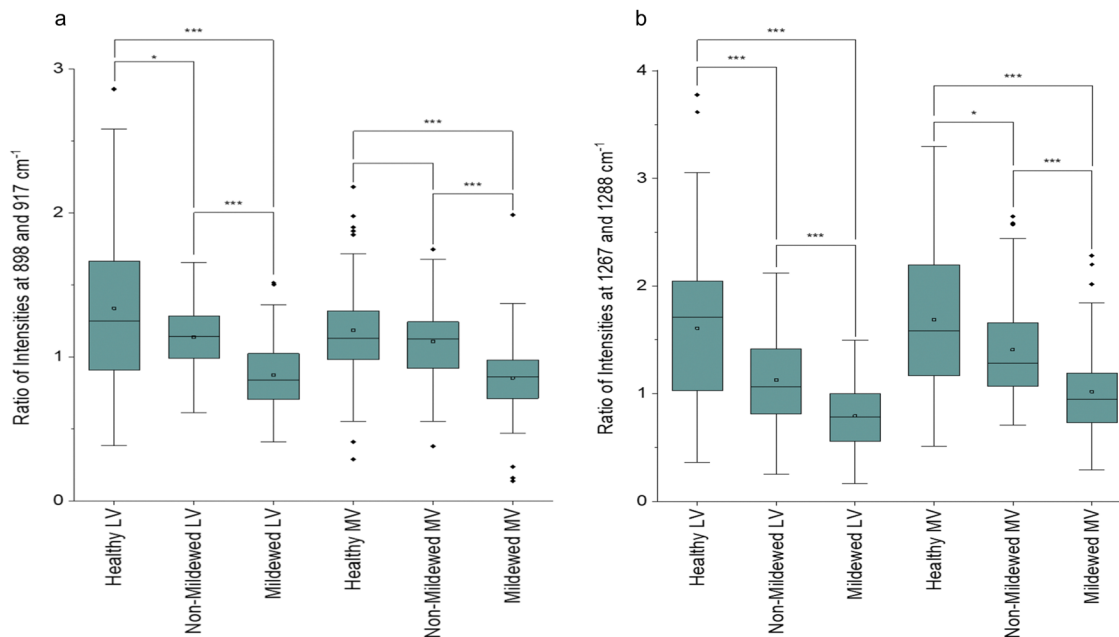 a
***
*
3
***
***
***
2
1
0
Ratio of Intensities at 898 and 917 cm-1
Healthy LV
Non-Mildewed LV
Mildewed LV
Healthy MV
Non-Mildewed MV
Mildewed MV
b
***
***
4
***
*
***
3
***
2
1
0
Ratio of Intensities at 1267 and 1288 cm-1
Healthy LV
Non-Mildewed LV
Mildewed LV
Healthy MV
Non-Mildewed MV
Mildewed MV